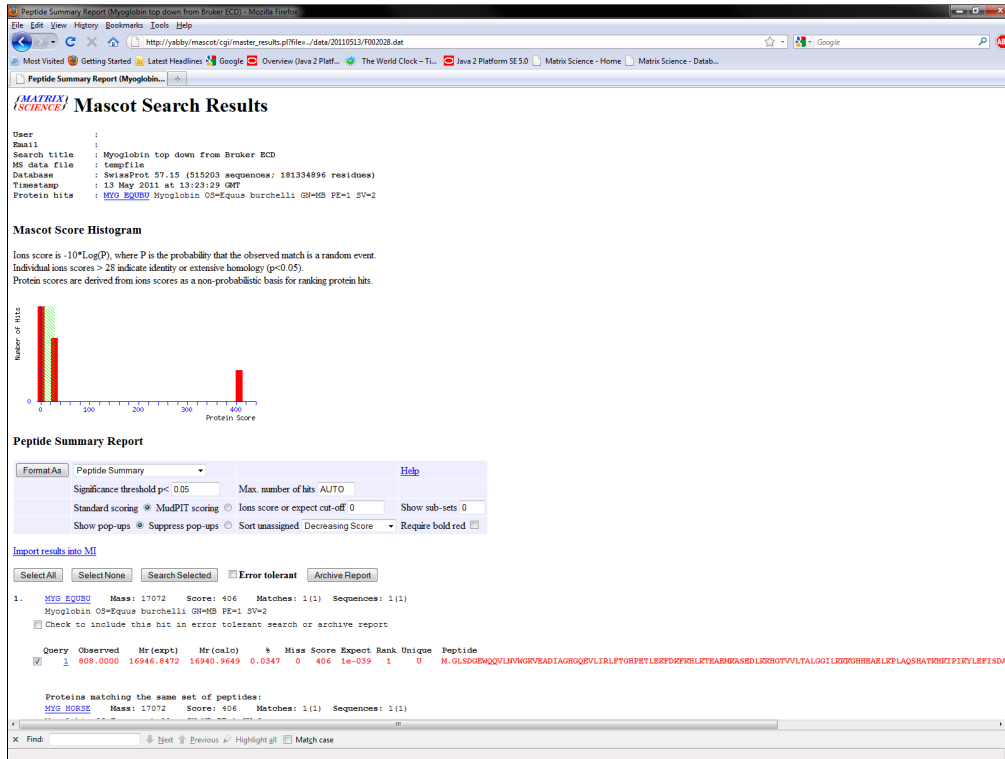 Peptide Summary Report (Myoglobin top down from Bruker ECD) - Mozilla Firefox
File Edit View History Bookmarks Tools Help
http://yabby/mascot/cgi/master_results.pl?file=../data/20110513/F002028.dat
Google
Most Visited Getting Started Latest Headlines Google Overview (Java 2 Platf... The World Clock – Ti... Java 2 Platform SE 5.0 Matrix Science - Home Matrix Science - Datab...
Peptide Summary Report (Myoglobin...
{MATRIX} {SCIENCE} Mascot Search Results
User :
Email :
Search title : Myoglobin top down from Bruker ECD
MS data file : tempfile
Database : SwissProt 57.15 (515203 sequences; 181334896 residues)
Timestamp : 13 May 2011 at 13:23:29 GMT
Protein hits : MYG_EQUBU Myoglobin OS=Equus burchelli GN=MB PE=1 SV=2
Mascot Score Histogram
Ions score is -10*Log(P), where P is the probability that the observed match is a random event.
Individual ions scores > 28 indicate identity or extensive homology (p<0.05).
Protein scores are derived from ions scores as a non-probabilistic basis for ranking protein hits.
Number of Hits
0
0 100 200 300 400
Protein Score
Peptide Summary Report
Format As Peptide Summary Help
Significance threshold p< 0.05 Max. number of hits AUTO
Standard scoring MudPIT scoring Ions score or expect cut-off 0 Show sub-sets 0
Show pop-ups Suppress pop-ups Sort unassigned Decreasing Score Require bold red
Import results into MI
Select All Select None Search Selected Error tolerant Archive Report
1. MYG_EQUBU Mass: 17072 Score: 406 Matches: 1(1) Sequences: 1(1)
Myoglobin OS=Equus burchelli GN=MB PE=1 SV=2
Check to include this hit in error tolerant search or archive report
Query Observed Mr(expt) Mr(calc) % Miss Score Expect Rank Unique Peptide
1 808.0000 16946.8472 16940.9649 0.0347 0 406 1e-039 1 U M.GLSDGEWQQVLNVWGKVEADIAGHGQEVLIRLFTGHPETLEKFDKFKHLKTEAEMKASEDLKKHGTVVLTALGGILKKKGHHEAELKPLAQSHATKHKIPIKYLEFISDA
Proteins matching the same set of peptides:
MYG_HORSE Mass: 17072 Score: 406 Matches: 1(1) Sequences: 1(1)
× Find: Next Previous Highlight all Match case